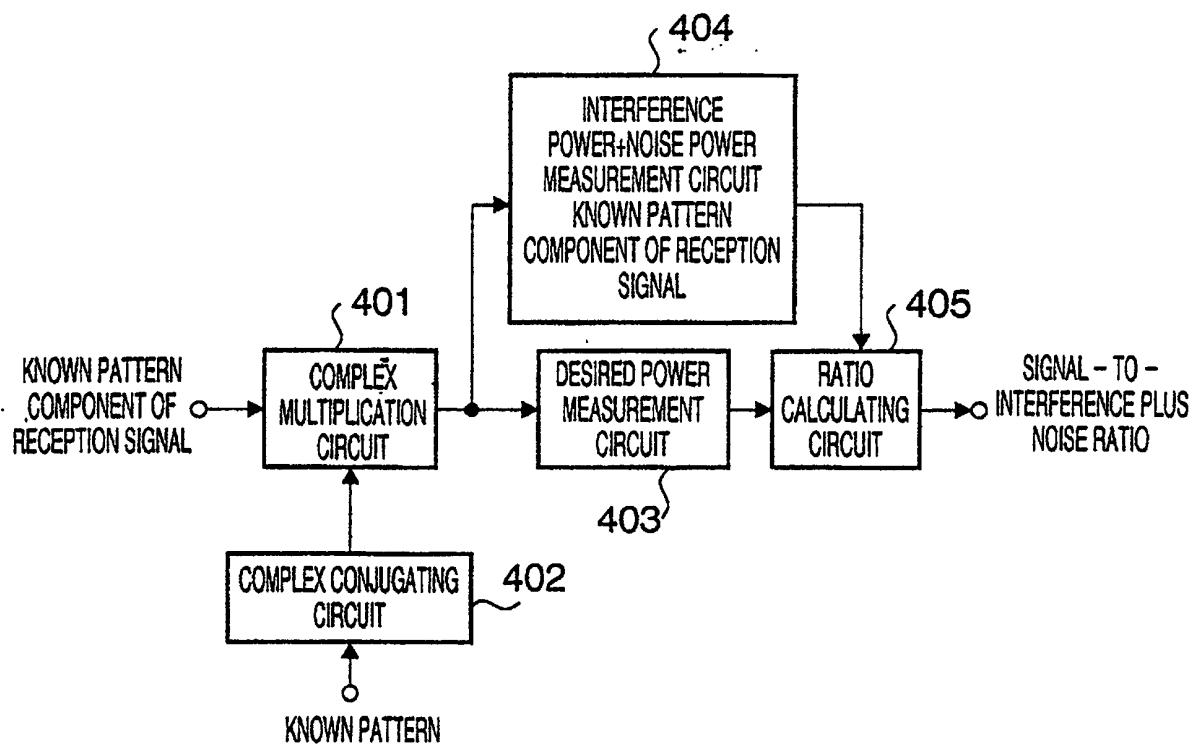 404
INTERFERENCE
POWER+NOISE POWER
MEASUREMENT CIRCUIT
KNOWN PATTERN
COMPONENT OF RECEPTION
SIGNAL
401
405
KNOWN PATTERN
COMPONENT OF
RECEPTION SIGNAL
COMPLEX
MULTIPLICATION
CIRCUIT
DESIRED POWER
MEASUREMENT
CIRCUIT
RATIO
CALCULATING
CIRCUIT
SIGNAL – TO –
INTERFERENCE PLUS
NOISE RATIO
403
COMPLEX CONJUGATING
CIRCUIT
402
KNOWN PATTERN